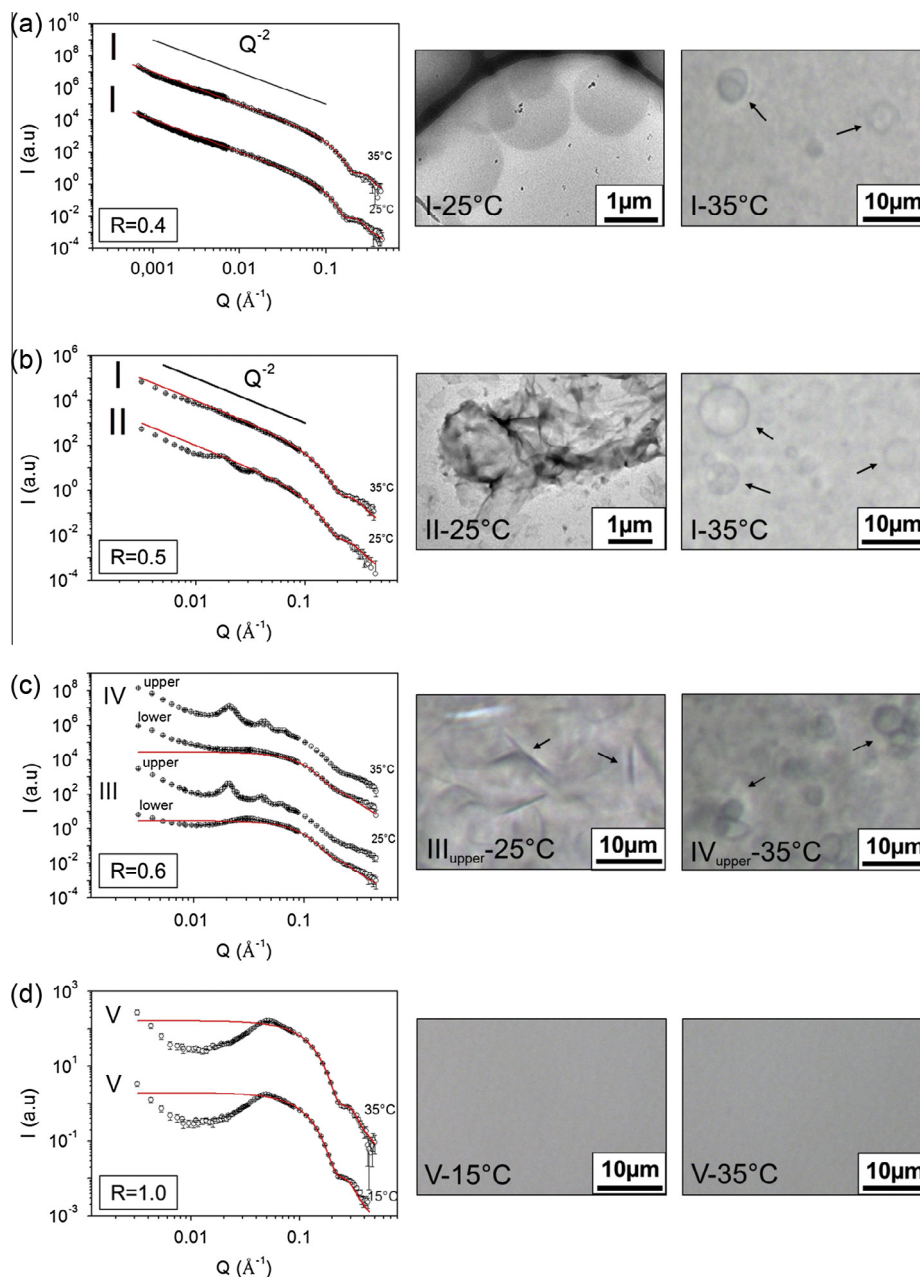 (a)
10^10
10^8
10^6
10^4
10^2
10^0
10^-2
10^-4
I (a.u)
I
I
Q^-2
35°C
25°C
R=0.4
0,001
0.01
0.1
Q (Å^-1)
I-25°C
1µm
I-35°C
10µm
(b)
10^6
10^4
10^2
10^0
10^-2
10^-4
I (a.u)
I
II
Q^-2
35°C
25°C
R=0.5
0.01
0.1
Q (Å^-1)
II-25°C
1µm
I-35°C
10µm
(c)
10^8
10^6
10^4
10^2
10^0
10^-2
10^-4
I (a.u)
IV
upper
lower
III
upper
lower
35°C
25°C
R=0.6
0.01
0.1
Q (Å^-1)
III_upper-25°C
10µm
IV_upper-35°C
10µm
(d)
10^3
10^1
10^-1
10^-3
I (a.u)
V
V
35°C
15°C
R=1.0
0.01
0.1
Q (Å^-1)
V-15°C
10µm
V-35°C
10µm